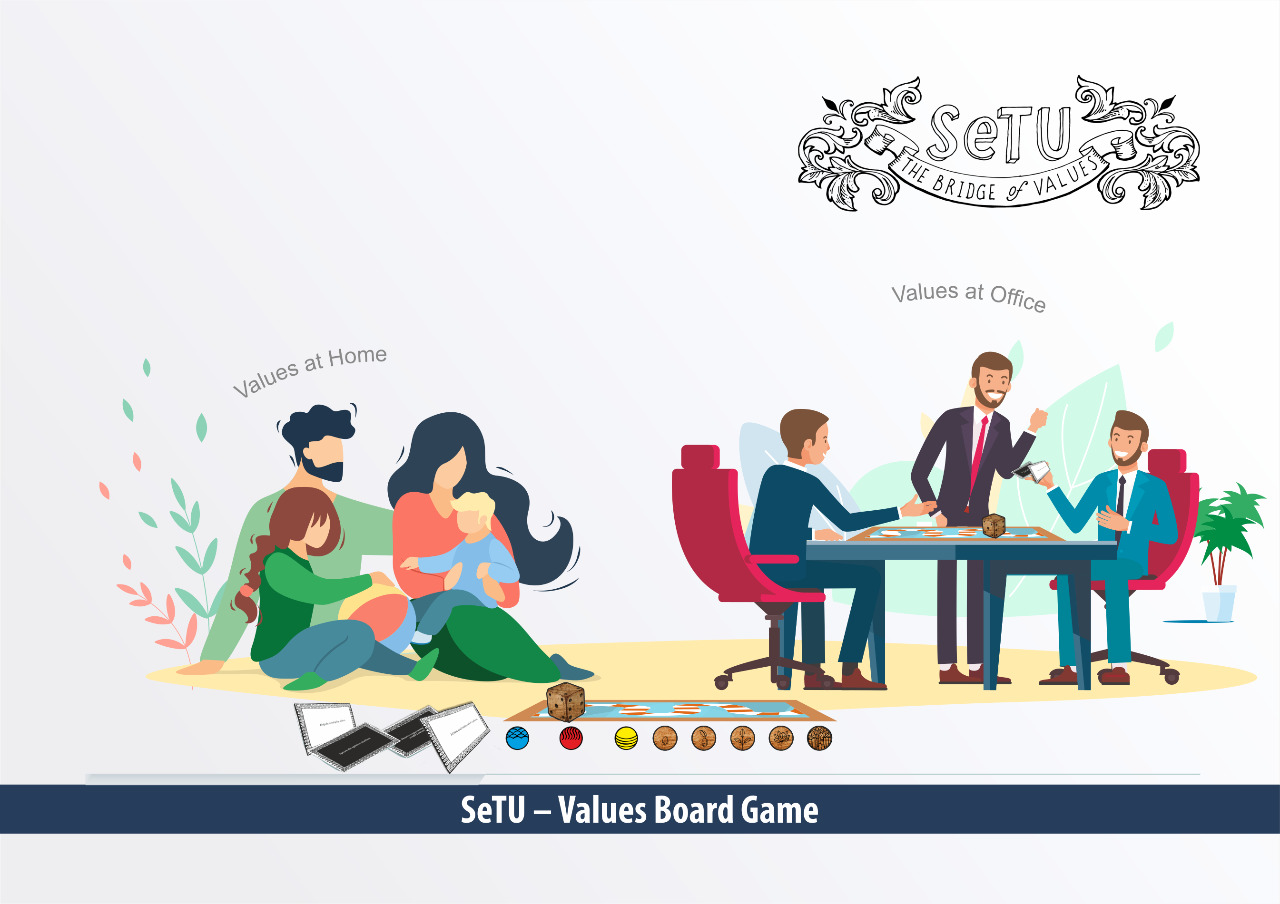 SeTU
THE BRIDGE of VALUES
Values at Office
Values at Home
SeTU – Values Board Game